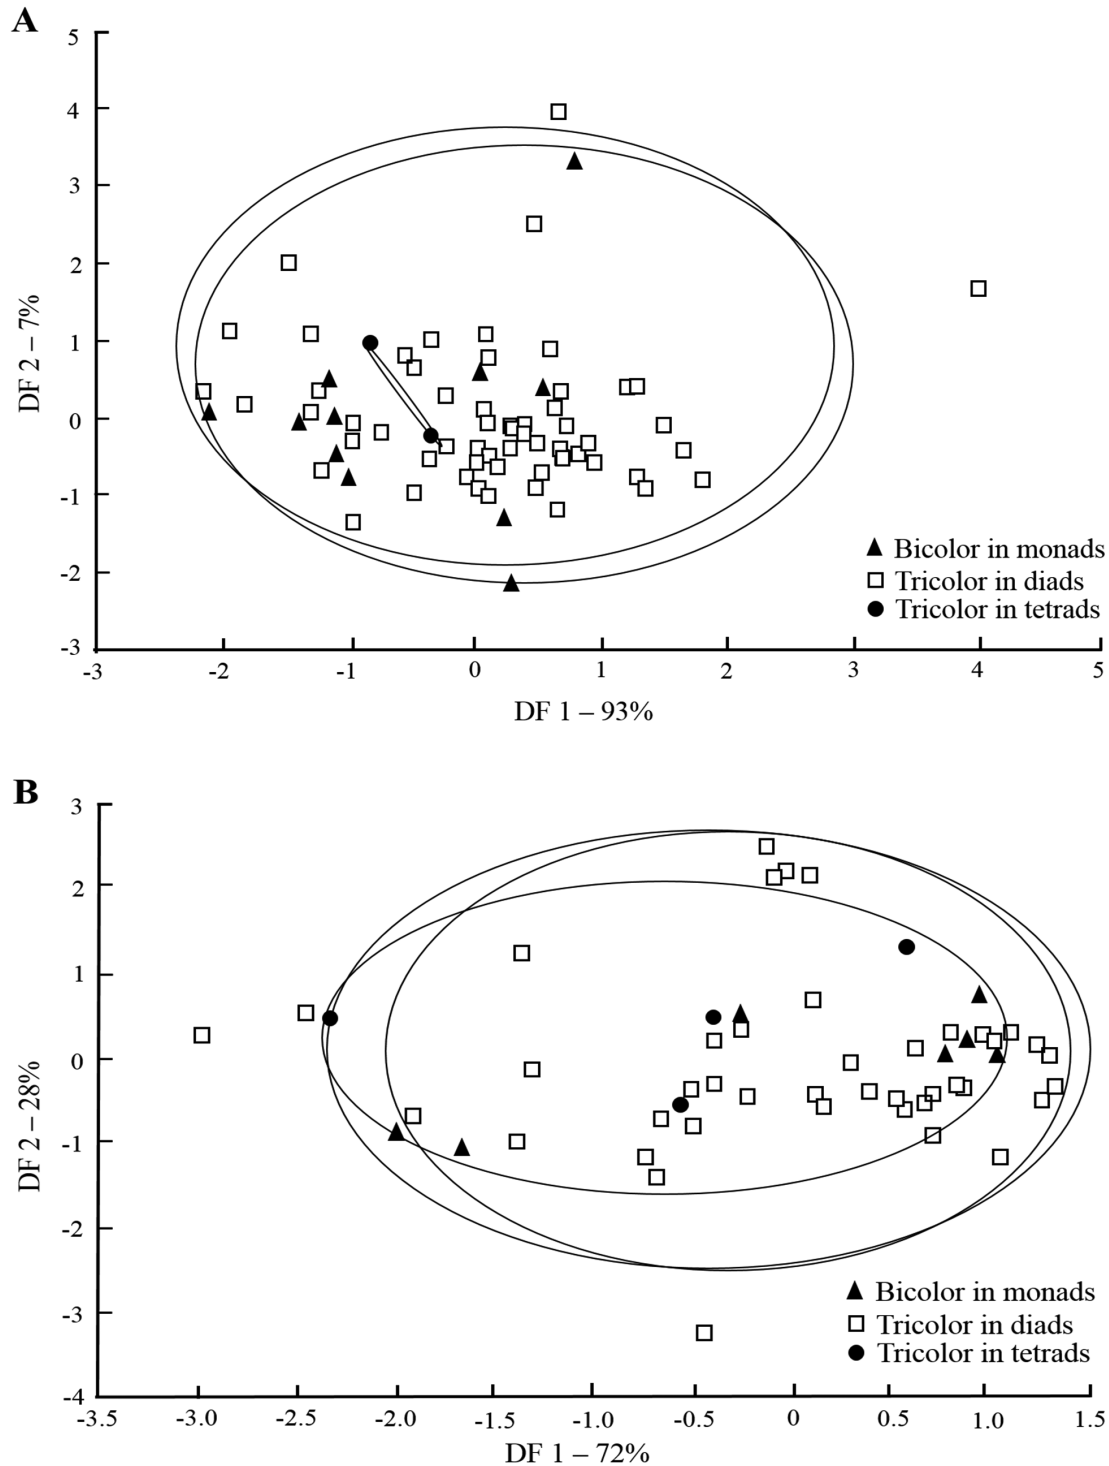 A
5
4
3
2
1
0
-1
-2
-3
DF 2 – 7%
-3 -2 -1 0 1 2 3 4 5
DF 1 – 93%
Bicolor in monads
Tricolor in diads
Tricolor in tetrads
B
3
2
1
0
-1
-2
-3
-4
DF 2 – 28%
-3.5 -3.0 -2.5 -2.0 -1.5 -1.0 -0.5 0 0.5 1.0 1.5
DF 1 – 72%
Bicolor in monads
Tricolor in diads
Tricolor in tetrads